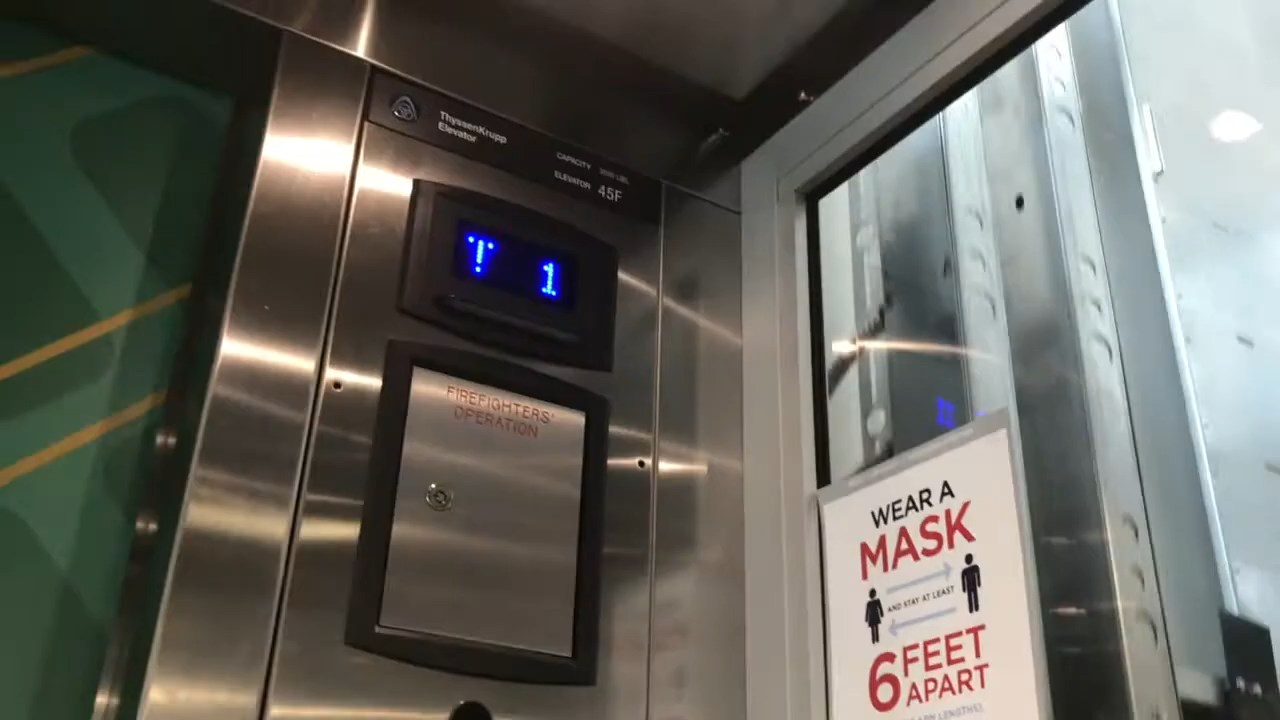 ThyssenKrupp
Elevator
CAPACITY
ELEVATOR 45F
1
FIREFIGHTERS'
OPERATION
WEAR A
MASK
AND STAY AT LEAST
6 FEET
APART